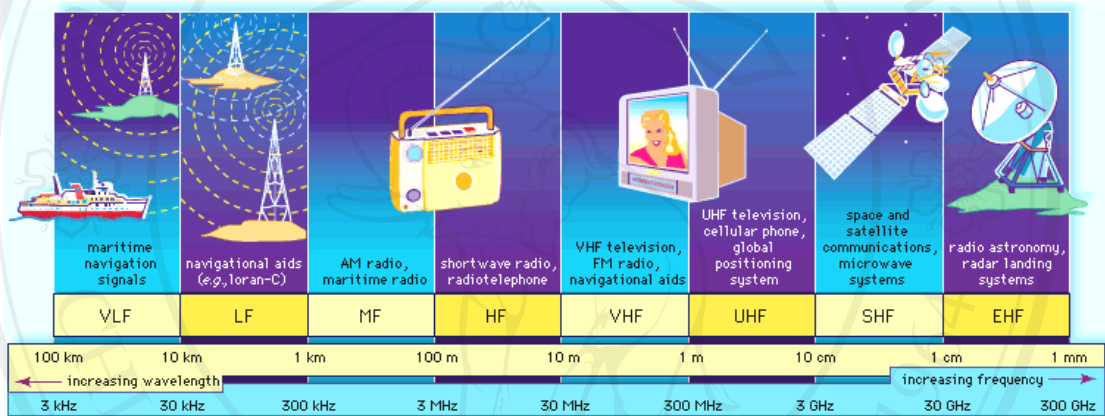 maritime
navigation
signals
navigational aids
(e.g., loran-C)
AM radio,
maritime radio
shortwave radio,
radiotelephone
VHF television,
FM radio,
navigational aids
UHF television,
cellular phone,
global
positioning
system
space and
satellite
communications,
microwave
systems
radio astronomy,
radar landing
systems
VLF LF MF HF VHF UHF SHF EHF
100 km 10 km 1 km 100 m 10 m 1 m 10 cm 1 cm 1 mm
increasing wavelength increasing frequency
3 kHz 30 kHz 300 kHz 3 MHz 30 MHz 300 MHz 3 GHz 30 GHz 300 GHz